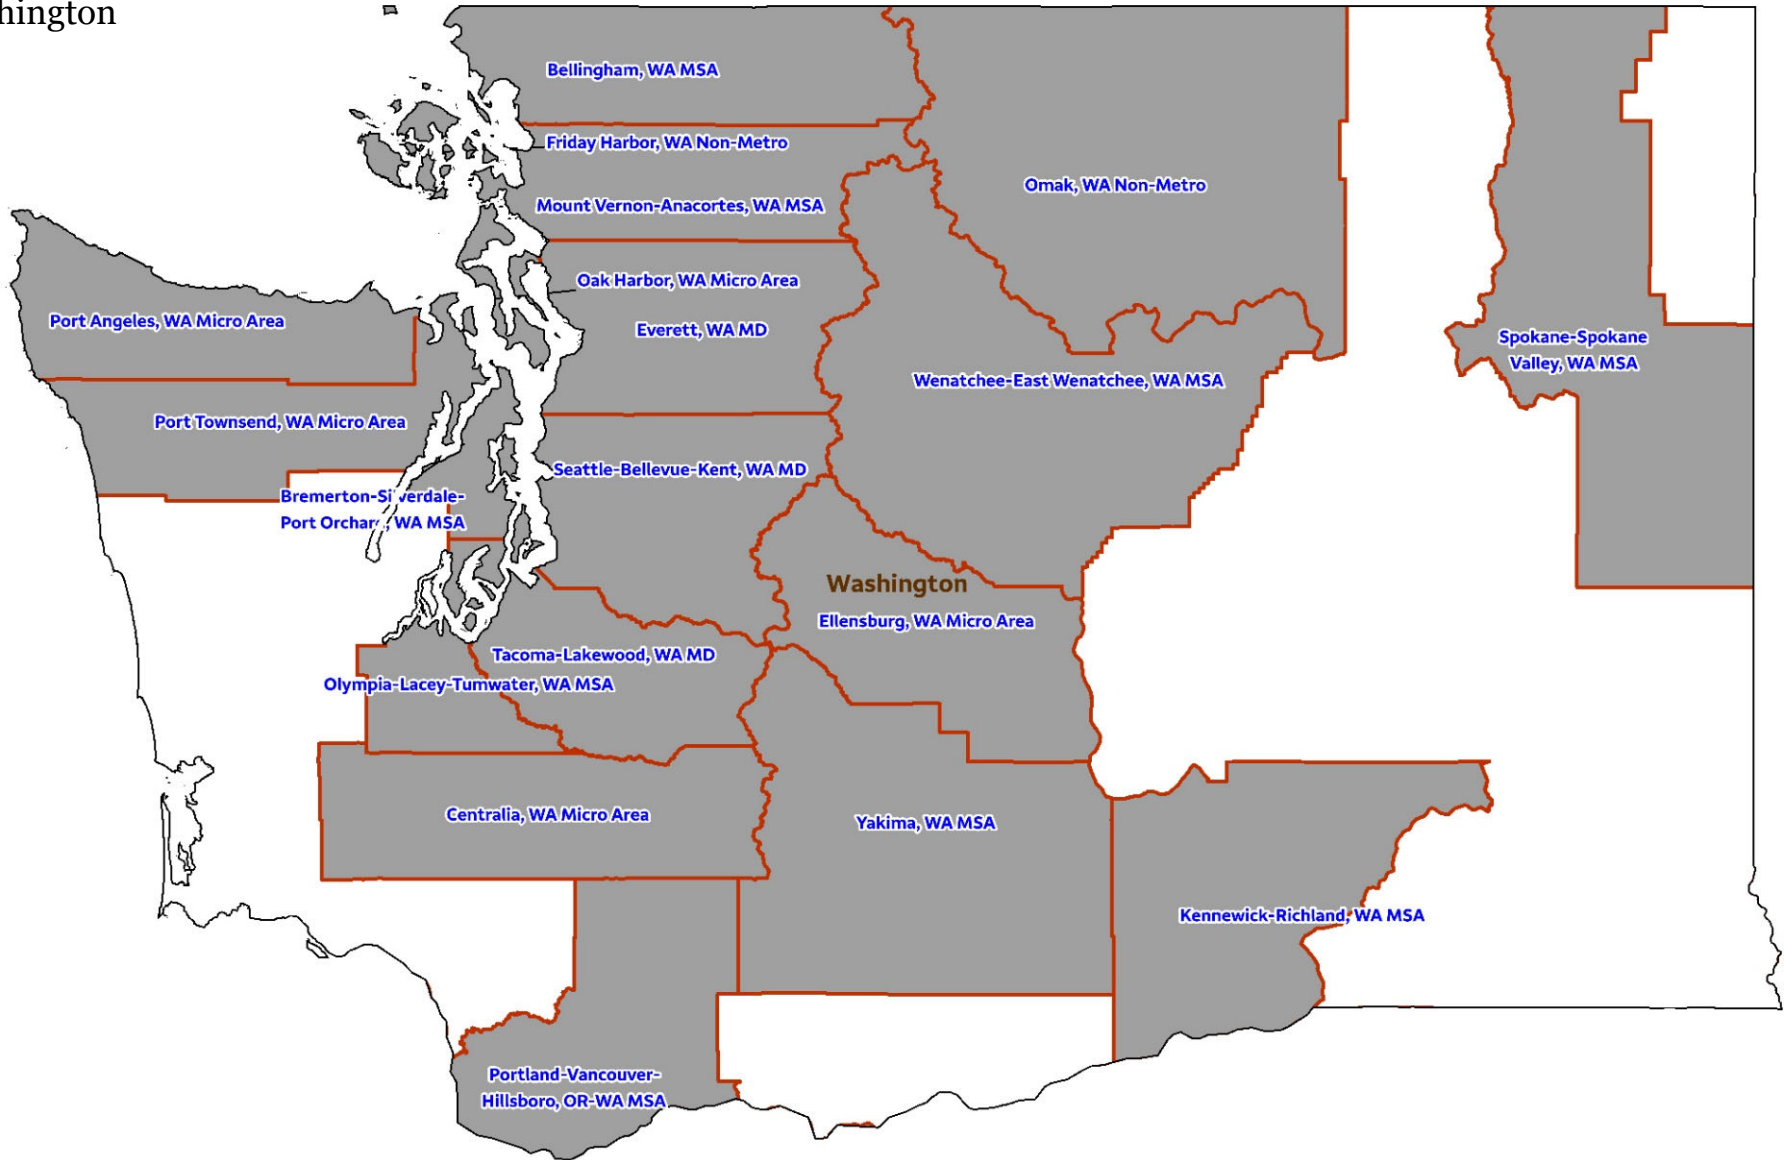 hington
Bellingham, WA MSA
Friday Harbor, WA Non-Metro
Omak, WA Non-Metro
Mount Vernon-Anacortes, WA MSA
Oak Harbor, WA Micro Area
Port Angeles, WA Micro Area
Everett, WA MD
Spokane-Spokane
Valley, WA MSA
Wenatchee-East Wenatchee, WA MSA
Port Townsend, WA Micro Area
Seattle-Bellevue-Kent, WA MD
Bremerton-Silverdale-
Port Orchard, WA MSA
Washington
Ellensburg, WA Micro Area
Tacoma-Lakewood, WA MD
Olympia-Lacey-Tumwater, WA MSA
Centralia, WA Micro Area
Yakima, WA MSA
Kennewick-Richland, WA MSA
Portland-Vancouver-
Hillsboro, OR-WA MSA